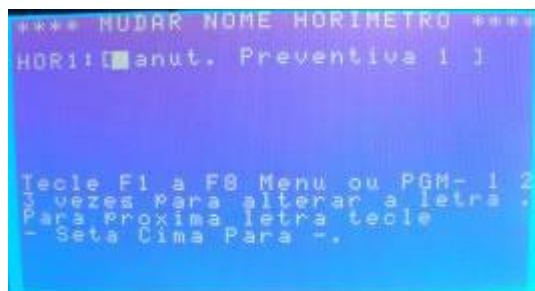 **** MUDAR NOME HORIMETRO ****
HOR1:[ anut. Preventiva 1 ]
Tecle F1 a F8 Menu ou PGM- 1 2
3 vezes para alterar a letra .
Para proxima letra tecle
- Seta Cima Para -.